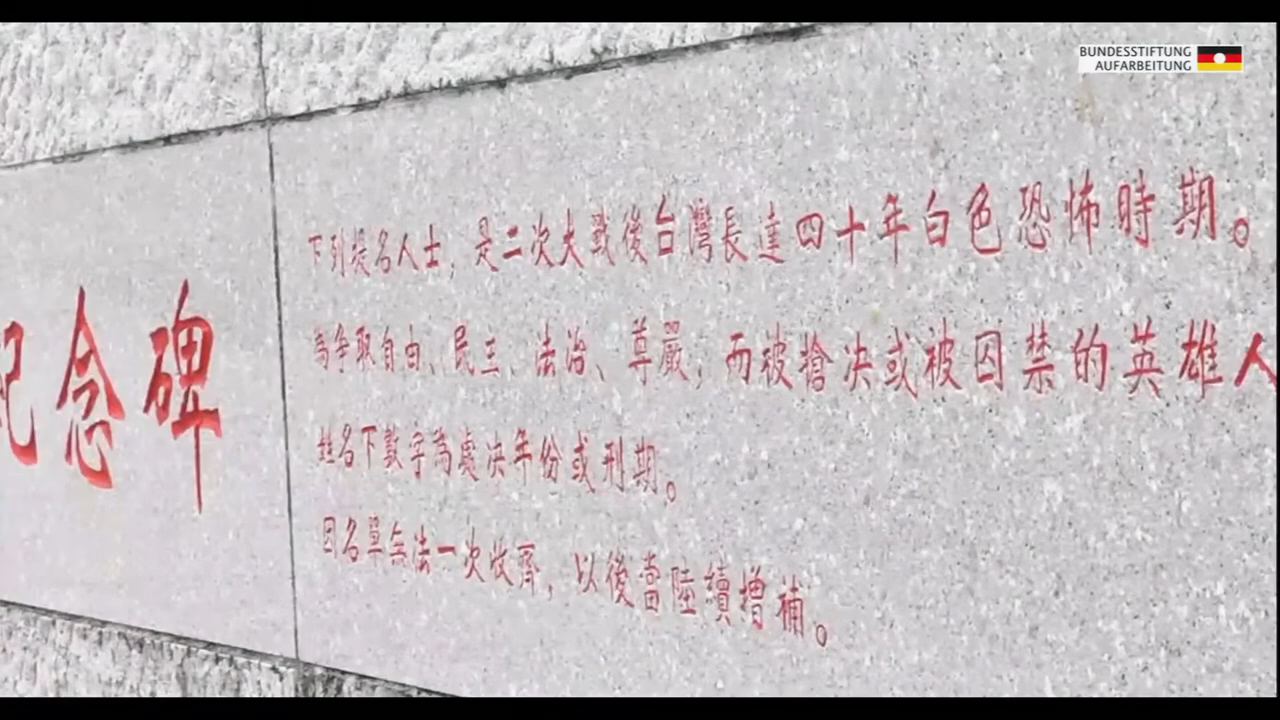 BUNDESSTIFTUNG
AUFARBEITUNG
紀念碑
下列提名人士，是二次大戰後台灣長達四十年白色恐怖時期。
為爭取自由、民主、法治、尊嚴，而被搶決或被囚禁的英雄人
姓名下數字為處決年份或刑期。
因名單無法一次收齊，以後當陸續增補。